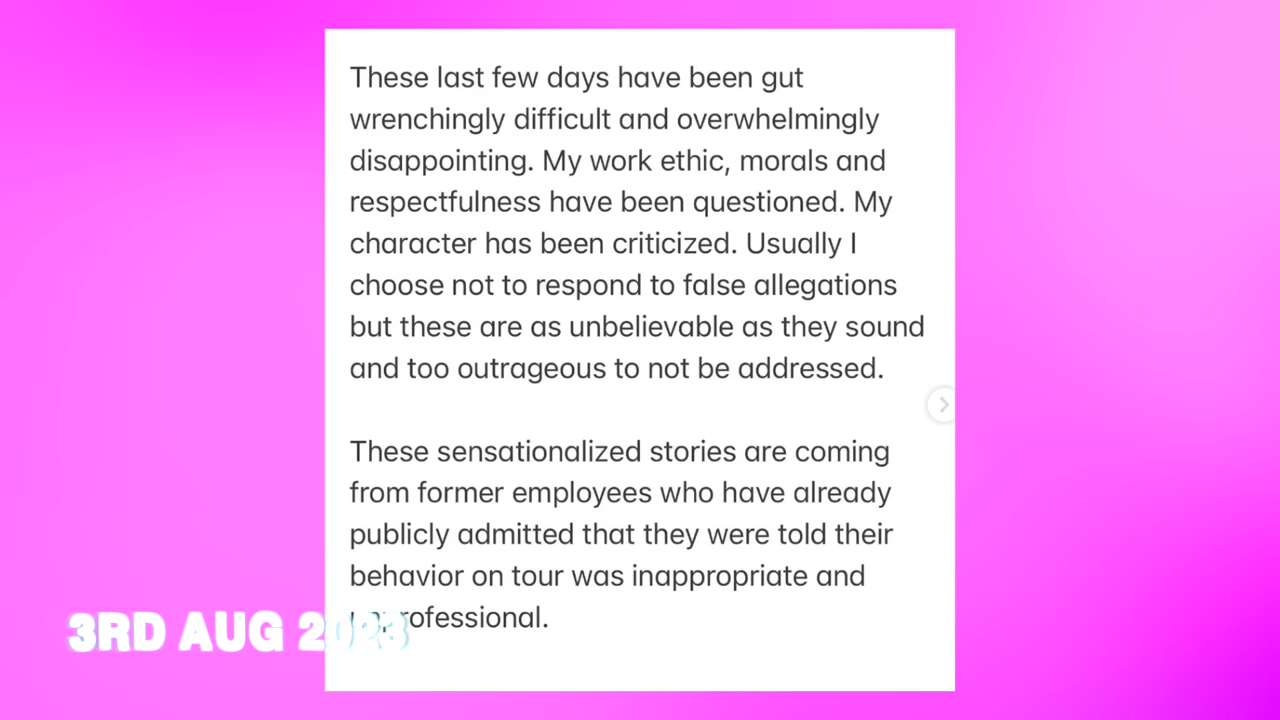 These last few days have been gut
wrenchingly difficult and overwhelmingly
disappointing. My work ethic, morals and
respectfulness have been questioned. My
character has been criticized. Usually I
choose not to respond to false allegations
but these are as unbelievable as they sound
and too outrageous to not be addressed.
These sensationalized stories are coming
from former employees who have already
publicly admitted that they were told their
behavior on tour was inappropriate and
unprofessional.
3RD AUG 2023